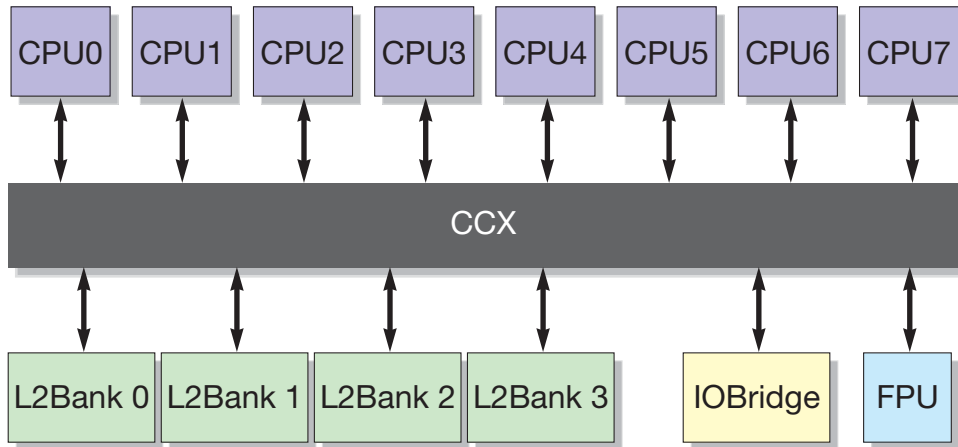 CPU0 CPU1 CPU2 CPU3 CPU4 CPU5 CPU6 CPU7
CCX
L2Bank 0 L2Bank 1 L2Bank 2 L2Bank 3 IOBridge FPU